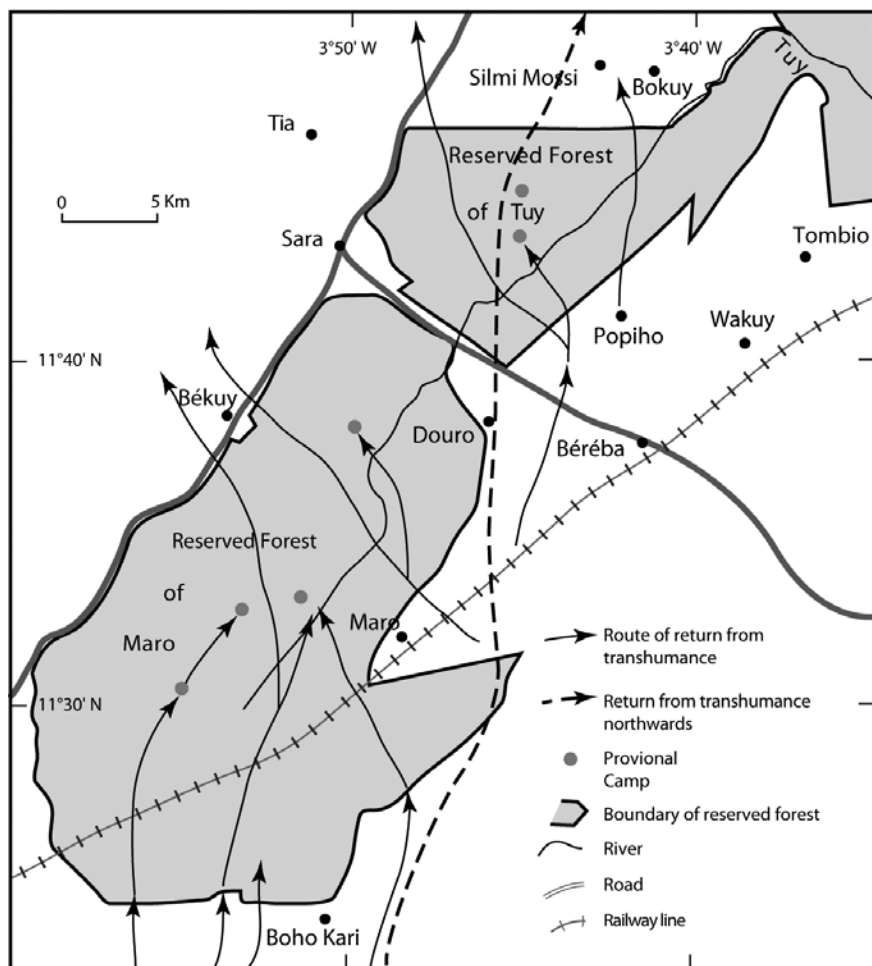 3°50' W
3°40' W
Tuy
Silmi Mossi
Bokuy
Tia
Reserved Forest
of Tuy
0 5 Km
Sara
Tombio
Popiho
Wakuy
11°40' N
Békuy
Douro
Béréba
Reserved Forest
of
Maro
Maro
11°30' N
Boho Kari
Route of return from
transhumance
Return from transhumance
northwards
Provional
Camp
Boundary of reserved forest
River
Road
Railway line